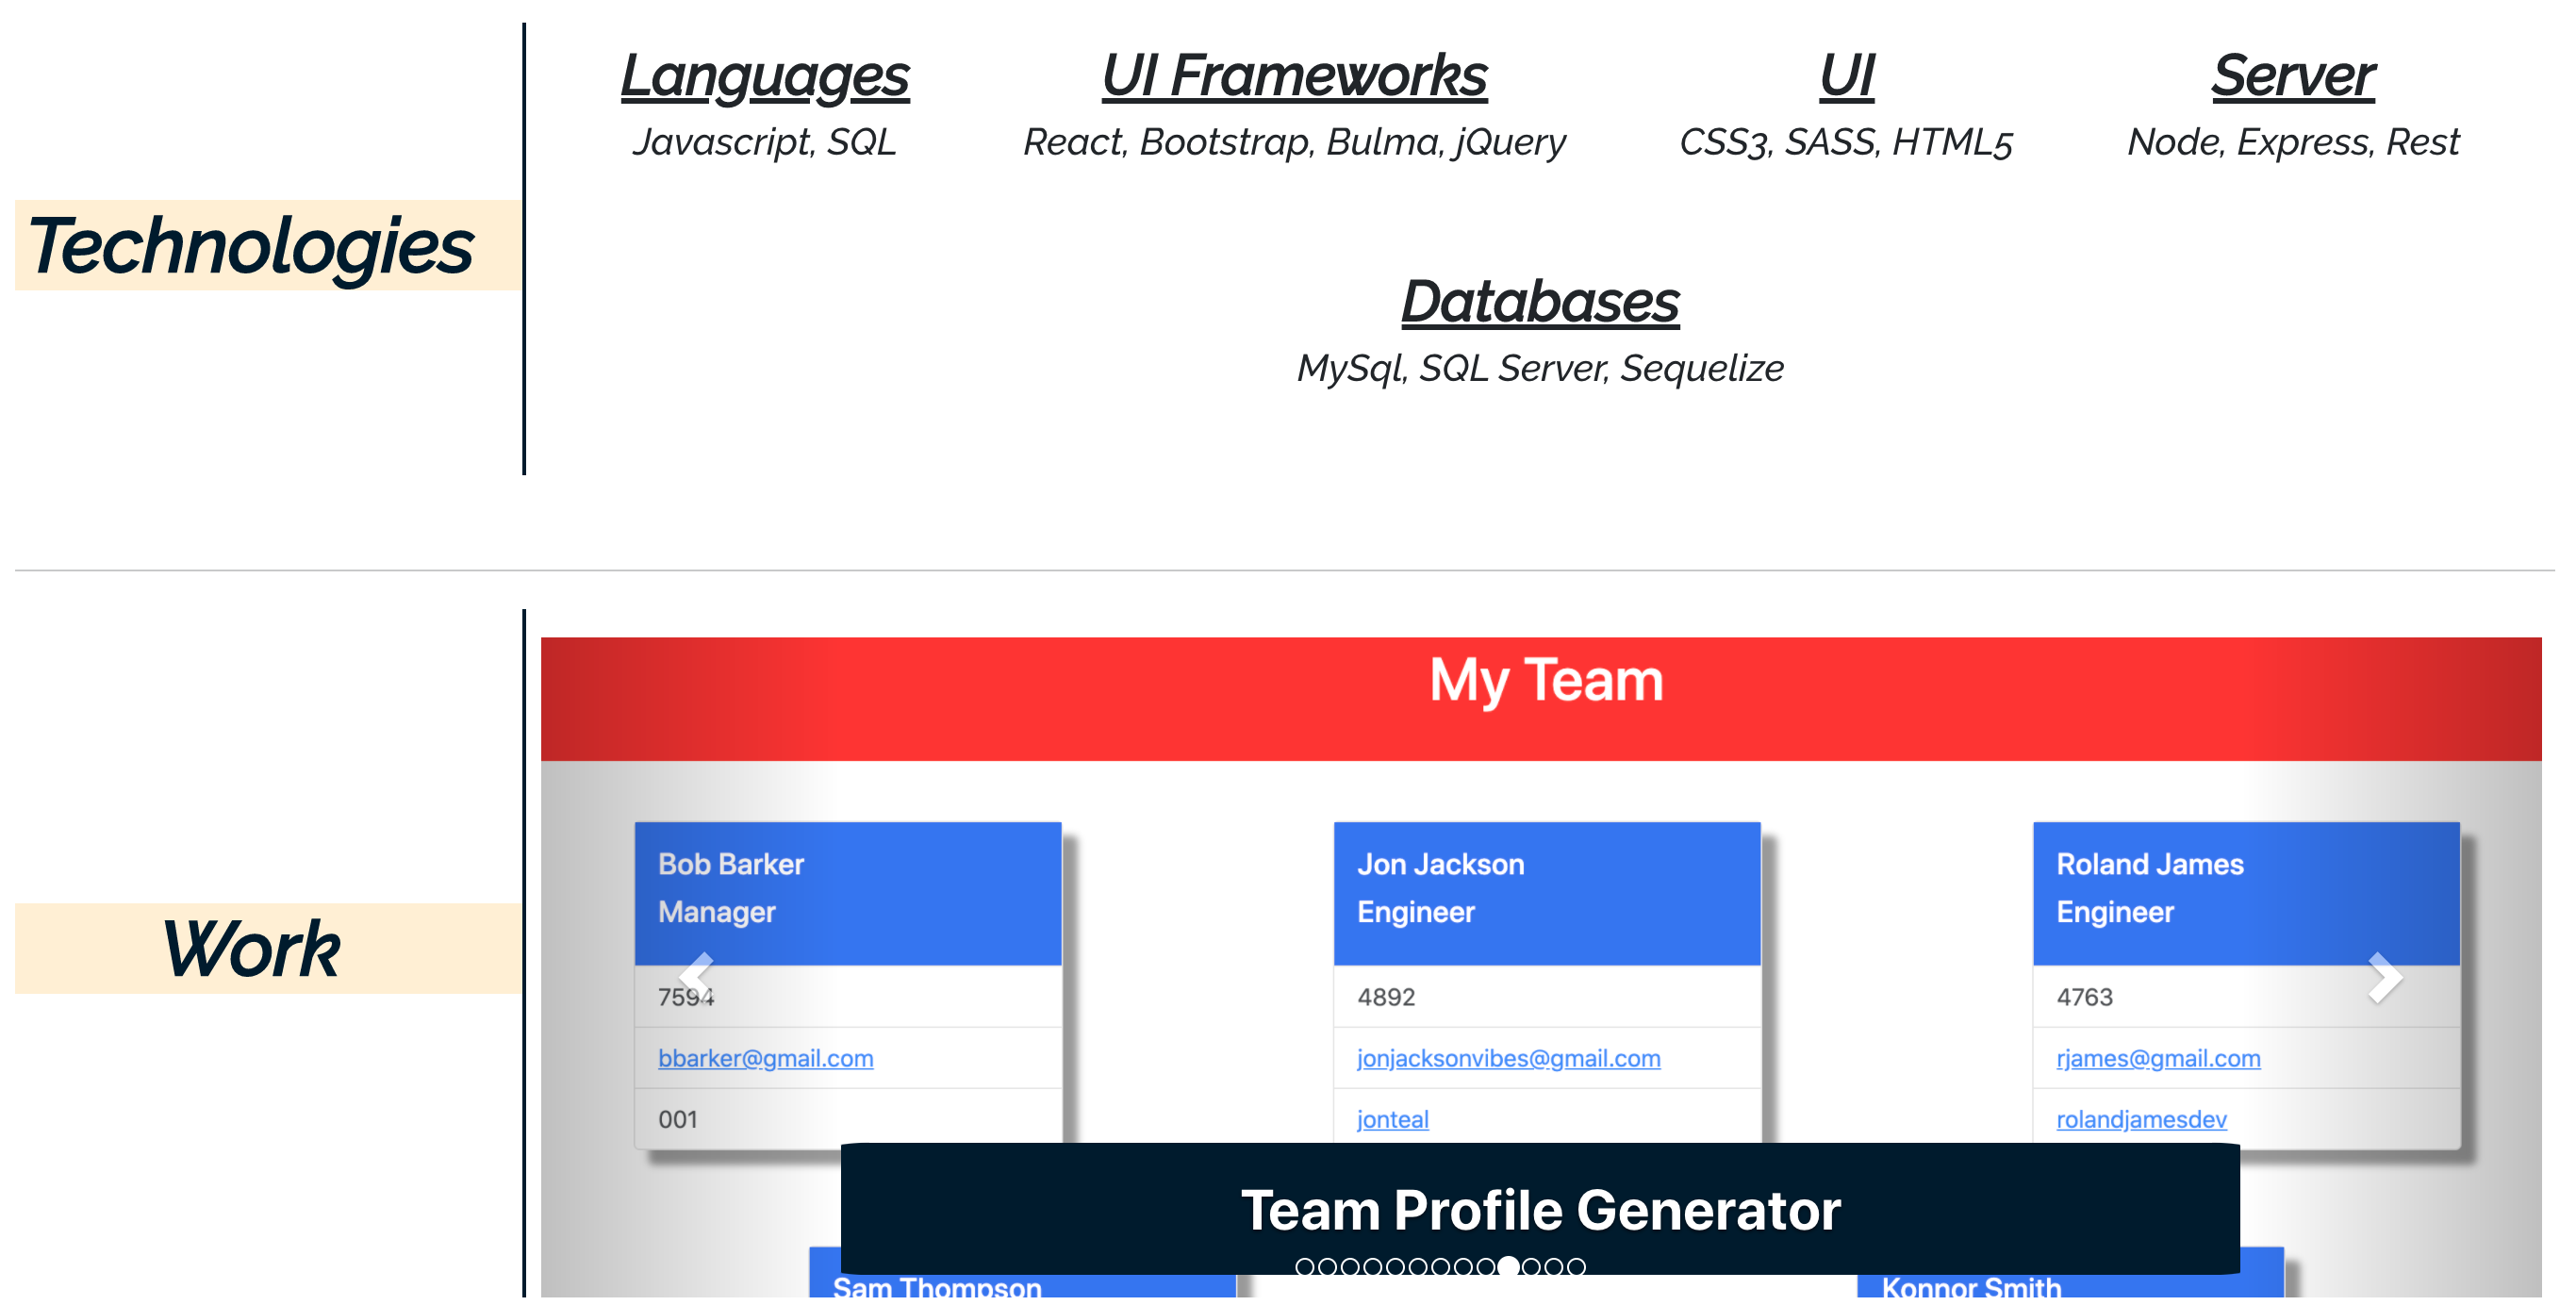 Technologies
Languages
Javascript, SQL
UI Frameworks
React, Bootstrap, Bulma, jQuery
UI
CSS3, SASS, HTML5
Server
Node, Express, Rest
Databases
MySql, SQL Server, Sequelize
Work
My Team
Bob Barker
Manager
7594
bbarker@gmail.com
001
Jon Jackson
Engineer
4892
jonjacksonvibes@gmail.com
jonteal
Roland James
Engineer
4763
rjames@gmail.com
rolandjamesdev
Team Profile Generator
Sam Thompson
Konnor Smith